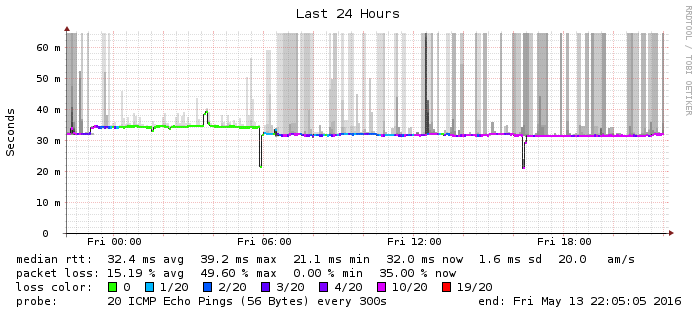 Last 24 Hours
RRDTOOL / TOBI OETIKER
Seconds
60 m
50 m
40 m
30 m
20 m
10 m
0
Fri 00:00 Fri 06:00 Fri 12:00 Fri 18:00
median rtt: 32.4 ms avg 39.2 ms max 21.1 ms min 32.0 ms now 1.6 ms sd 20.0 am/s
packet loss: 15.19 % avg 49.60 % max 0.00 % min 35.00 % now
loss color: 0 1/20 2/20 3/20 4/20 10/20 19/20
probe: 20 ICMP Echo Pings (56 Bytes) every 300s end: Fri May 13 22:05:05 2016